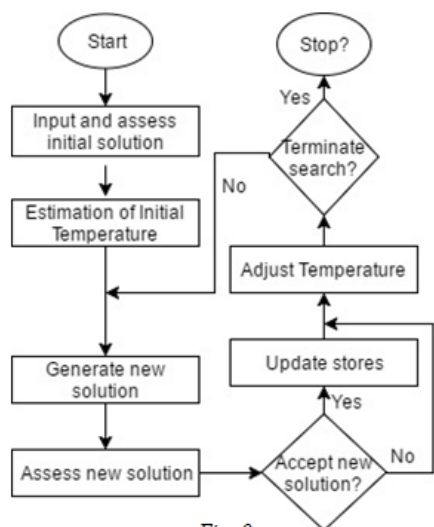 Start
Input and assess
initial solution
Estimation of Initial
Temperature
Generate new
solution
Assess new solution
Accept new
solution?
Yes
No
Update stores
Adjust Temperature
Terminate
search?
No
Yes
Stop?